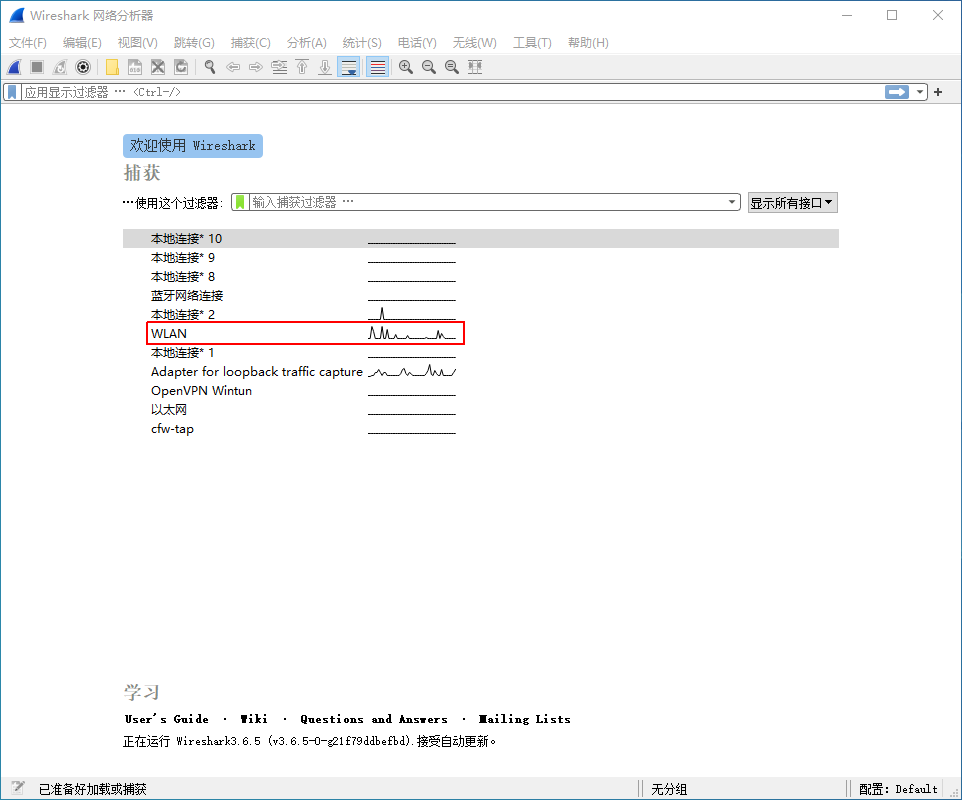 Wireshark 网络分析器
文件(F) 编辑(E) 视图(V) 跳转(G) 捕获(C) 分析(A) 统计(S) 电话(Y) 无线(W) 工具(T) 帮助(H)
应用显示过滤器 … <Ctrl-/>
欢迎使用 Wireshark
捕获
…使用这个过滤器: 输入捕获过滤器 … 显示所有接口
本地连接* 10
本地连接* 9
本地连接* 8
蓝牙网络连接
本地连接* 2
WLAN
本地连接* 1
Adapter for loopback traffic capture
OpenVPN Wintun
以太网
cfw-tap
学习
User's Guide · Wiki · Questions and Answers · Mailing Lists
正在运行 Wireshark3.6.5 (v3.6.5-0-g21f79ddbefbd).接受自动更新。
已准备好加载或捕获 无分组 配置: Default